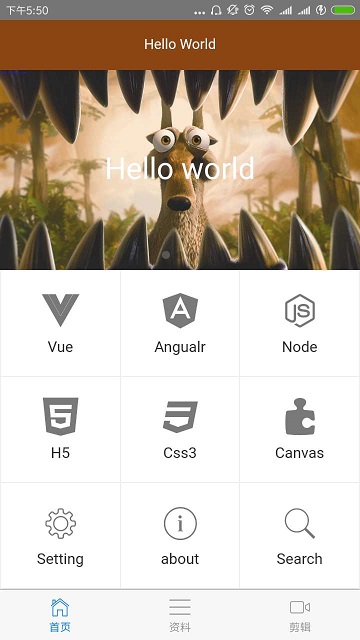 下午5:50
Hello World
Hello world
Vue
Angualr
Node
H5
Css3
Canvas
Setting
about
Search
首页
资料
剪辑